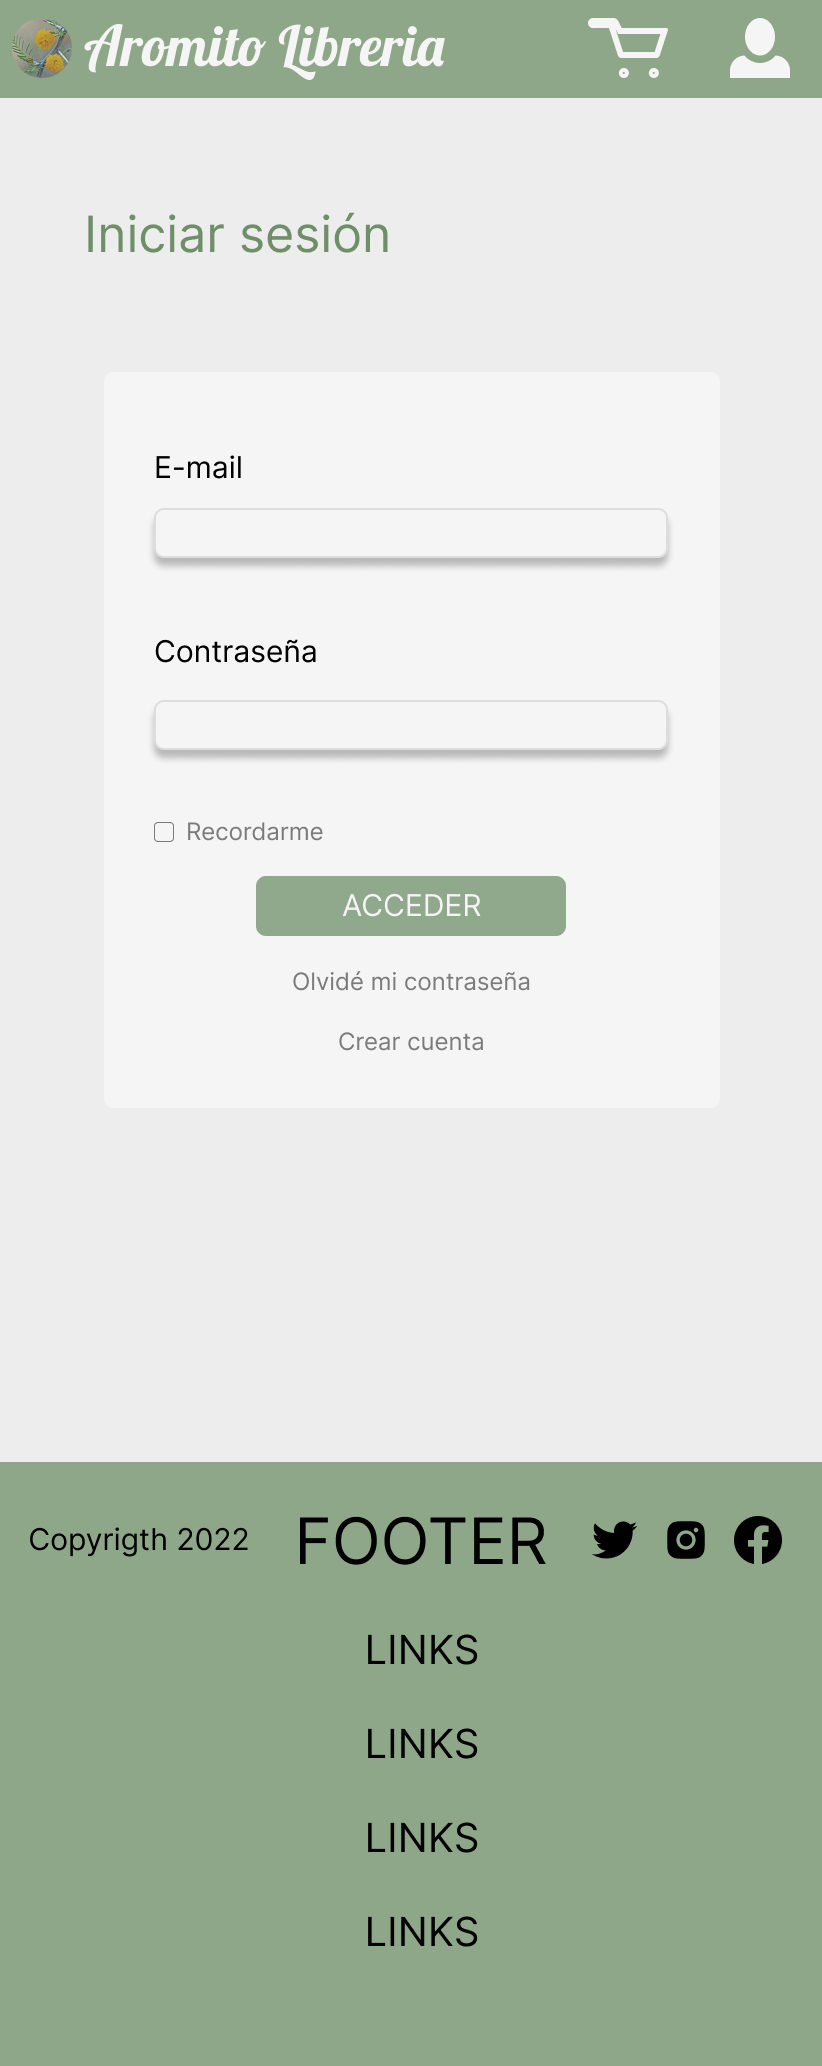 Aromito Libreria
Iniciar sesión
E-mail
Contraseña
Recordarme
ACCEDER
Olvidé mi contraseña
Crear cuenta
Copyrigth 2022 FOOTER
LINKS
LINKS
LINKS
LINKS